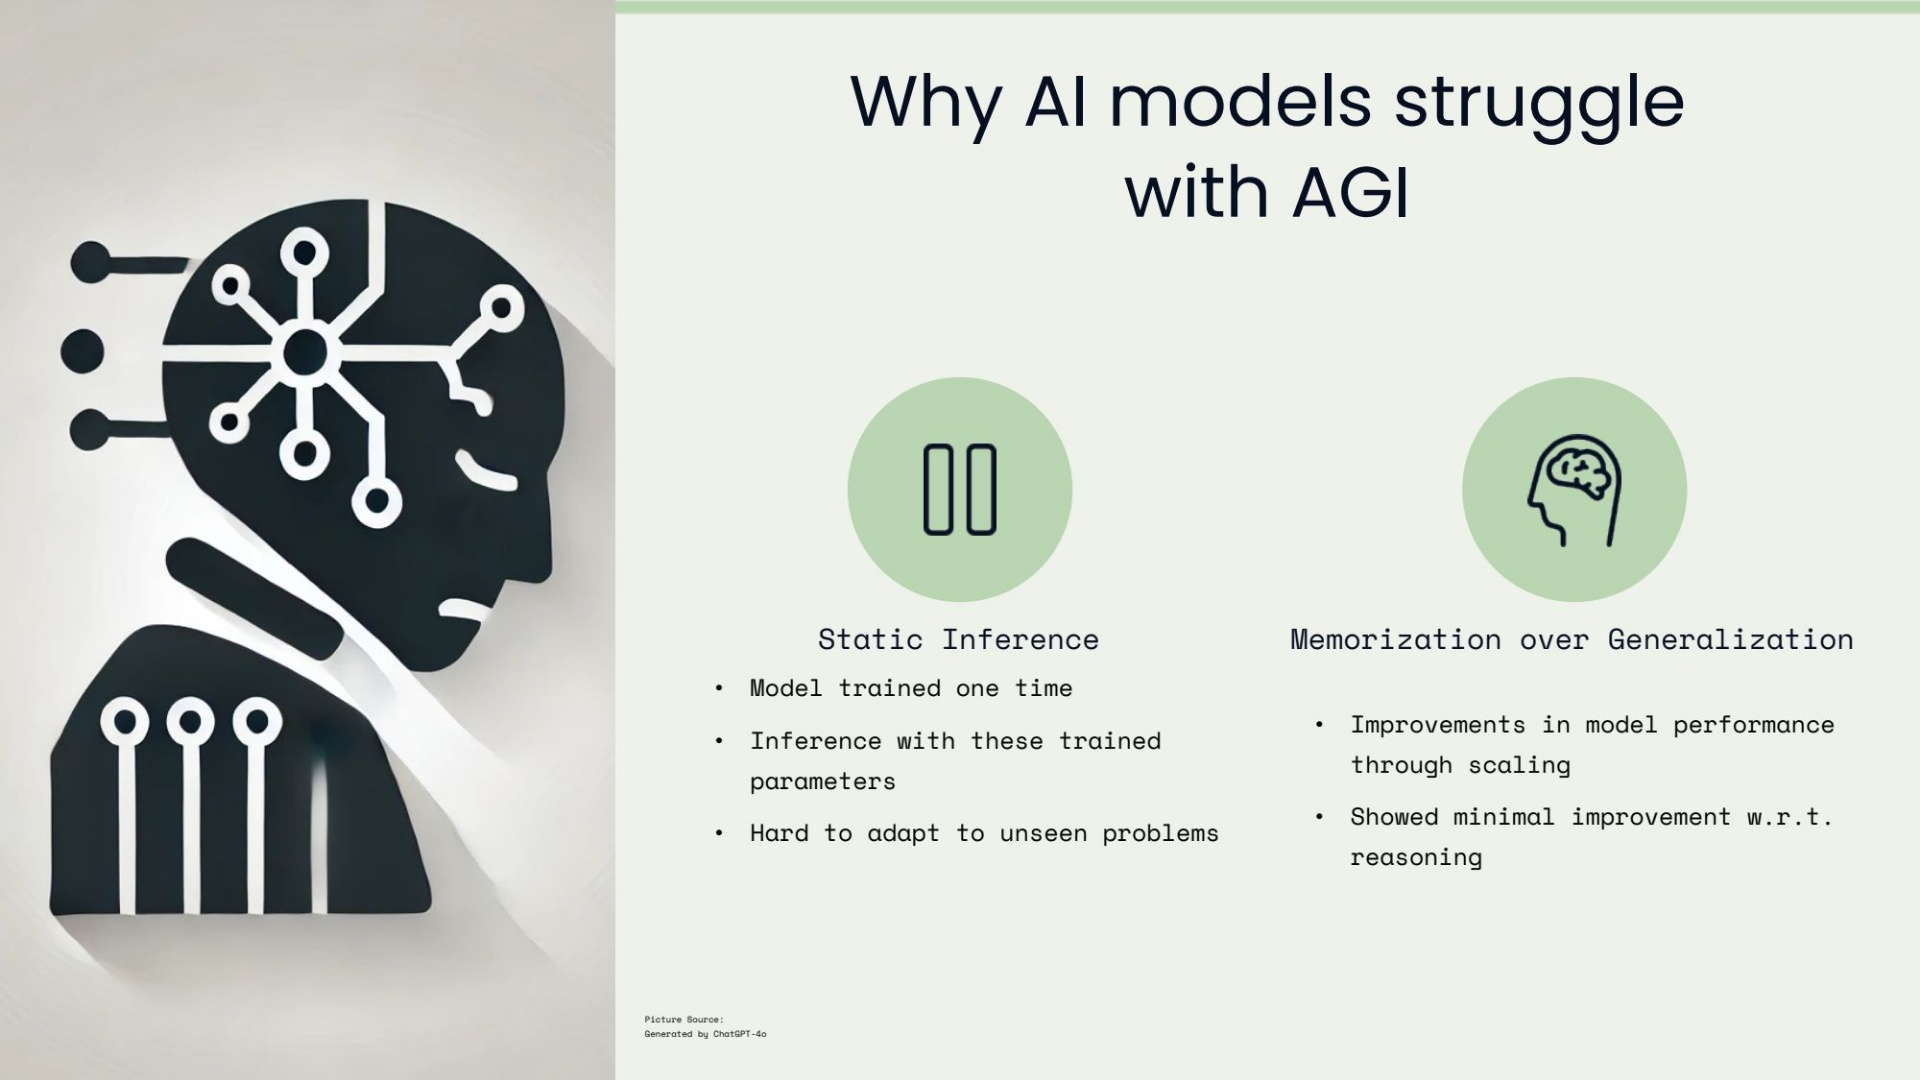 Why AI models struggle
with AGI
Static Inference
• Model trained one time
• Inference with these trained
parameters
• Hard to adapt to unseen problems
Memorization over Generalization
• Improvements in model performance
through scaling
• Showed minimal improvement w.r.t.
reasoning
Picture Source:
Generated by ChatGPT-4o